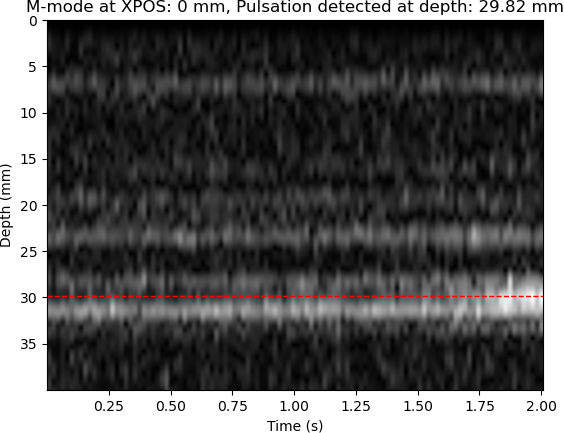 M-mode at XPOS: 0 mm, Pulsation detected at depth: 29.82 mm
0
5
10
15
20
25
30
35
Depth (mm)
0.25 0.50 0.75 1.00 1.25 1.50 1.75 2.00
Time (s)